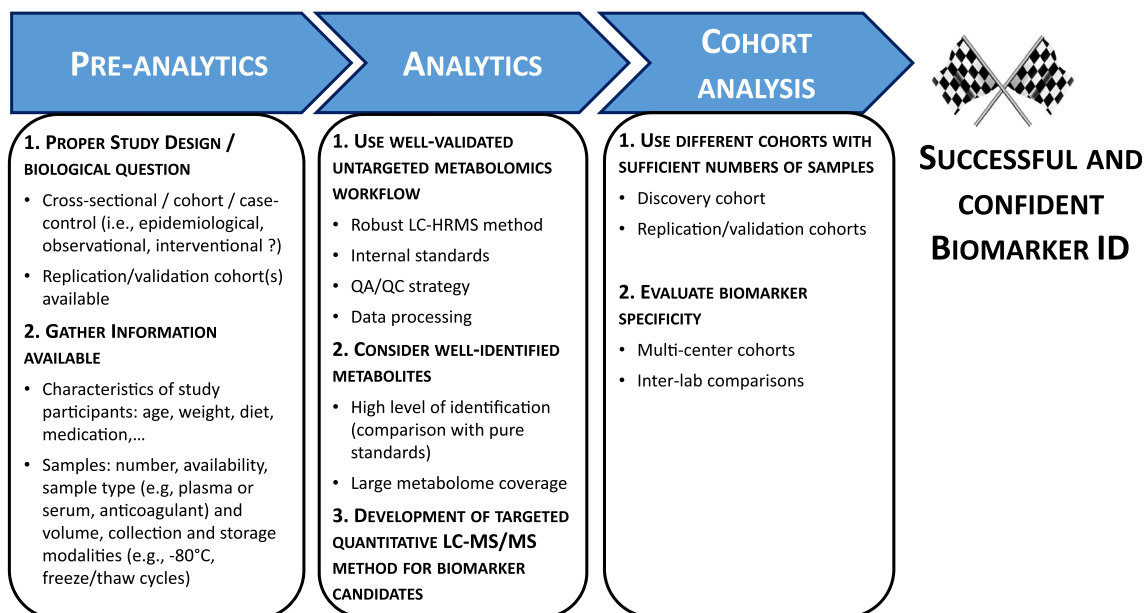 PRE-ANALYTICS
1. PROPER STUDY DESIGN /
BIOLOGICAL QUESTION
• Cross-sectional / cohort / case-
control (i.e., epidemiological,
observational, interventional ?)
• Replication/validation cohort(s)
available
2. GATHER INFORMATION
AVAILABLE
• Characteristics of study
participants: age, weight, diet,
medication,...
• Samples: number, availability,
sample type (e.g, plasma or
serum, anticoagulant) and
volume, collection and storage
modalities (e.g., -80°C,
freeze/thaw cycles)
ANALYTICS
1. USE WELL-VALIDATED
UNTARGETED METABOLOMICS
WORKFLOW
• Robust LC-HRMS method
• Internal standards
• QA/QC strategy
• Data processing
2. CONSIDER WELL-IDENTIFIED
METABOLITES
• High level of identification
(comparison with pure
standards)
• Large metabolome coverage
3. DEVELOPMENT OF TARGETED
QUANTITATIVE LC-MS/MS
METHOD FOR BIOMARKER
CANDIDATES
COHORT
ANALYSIS
1. USE DIFFERENT COHORTS WITH
SUFFICIENT NUMBERS OF SAMPLES
• Discovery cohort
• Replication/validation cohorts
2. EVALUATE BIOMARKER
SPECIFICITY
• Multi-center cohorts
• Inter-lab comparisons
SUCCESSFUL AND
CONFIDENT
BIOMARKER ID